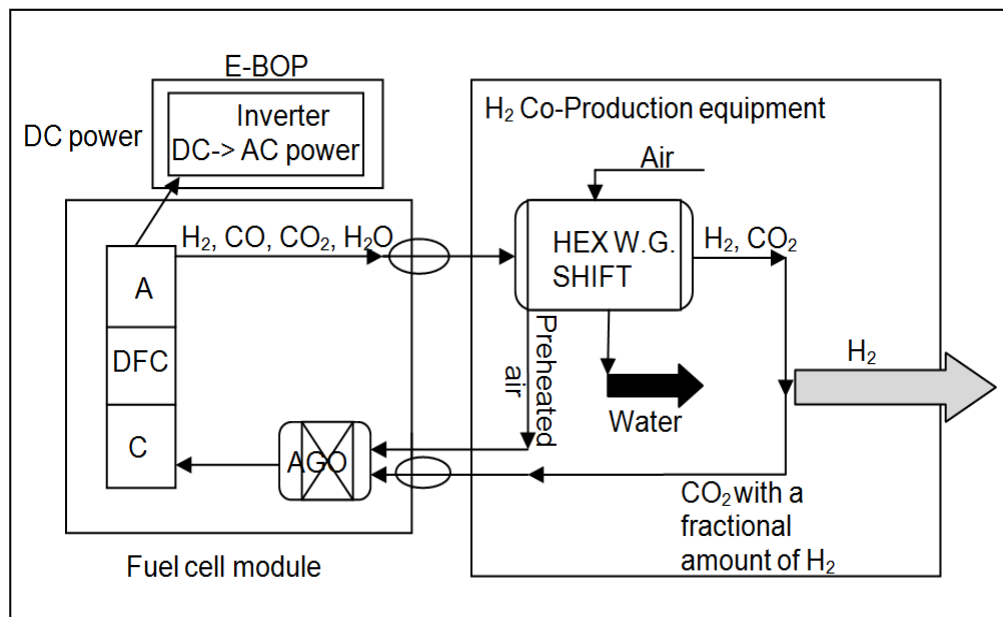 E-BOP
DC power
Inverter
DC-> AC power
H₂ Co-Production equipment
Air
H₂, CO, CO₂, H₂O
HEX W.G.
SHIFT
H₂, CO₂
A
DFC
C
AGO
Preheated
air
Water
H₂
CO₂ with a
fractional
amount of H₂
Fuel cell module